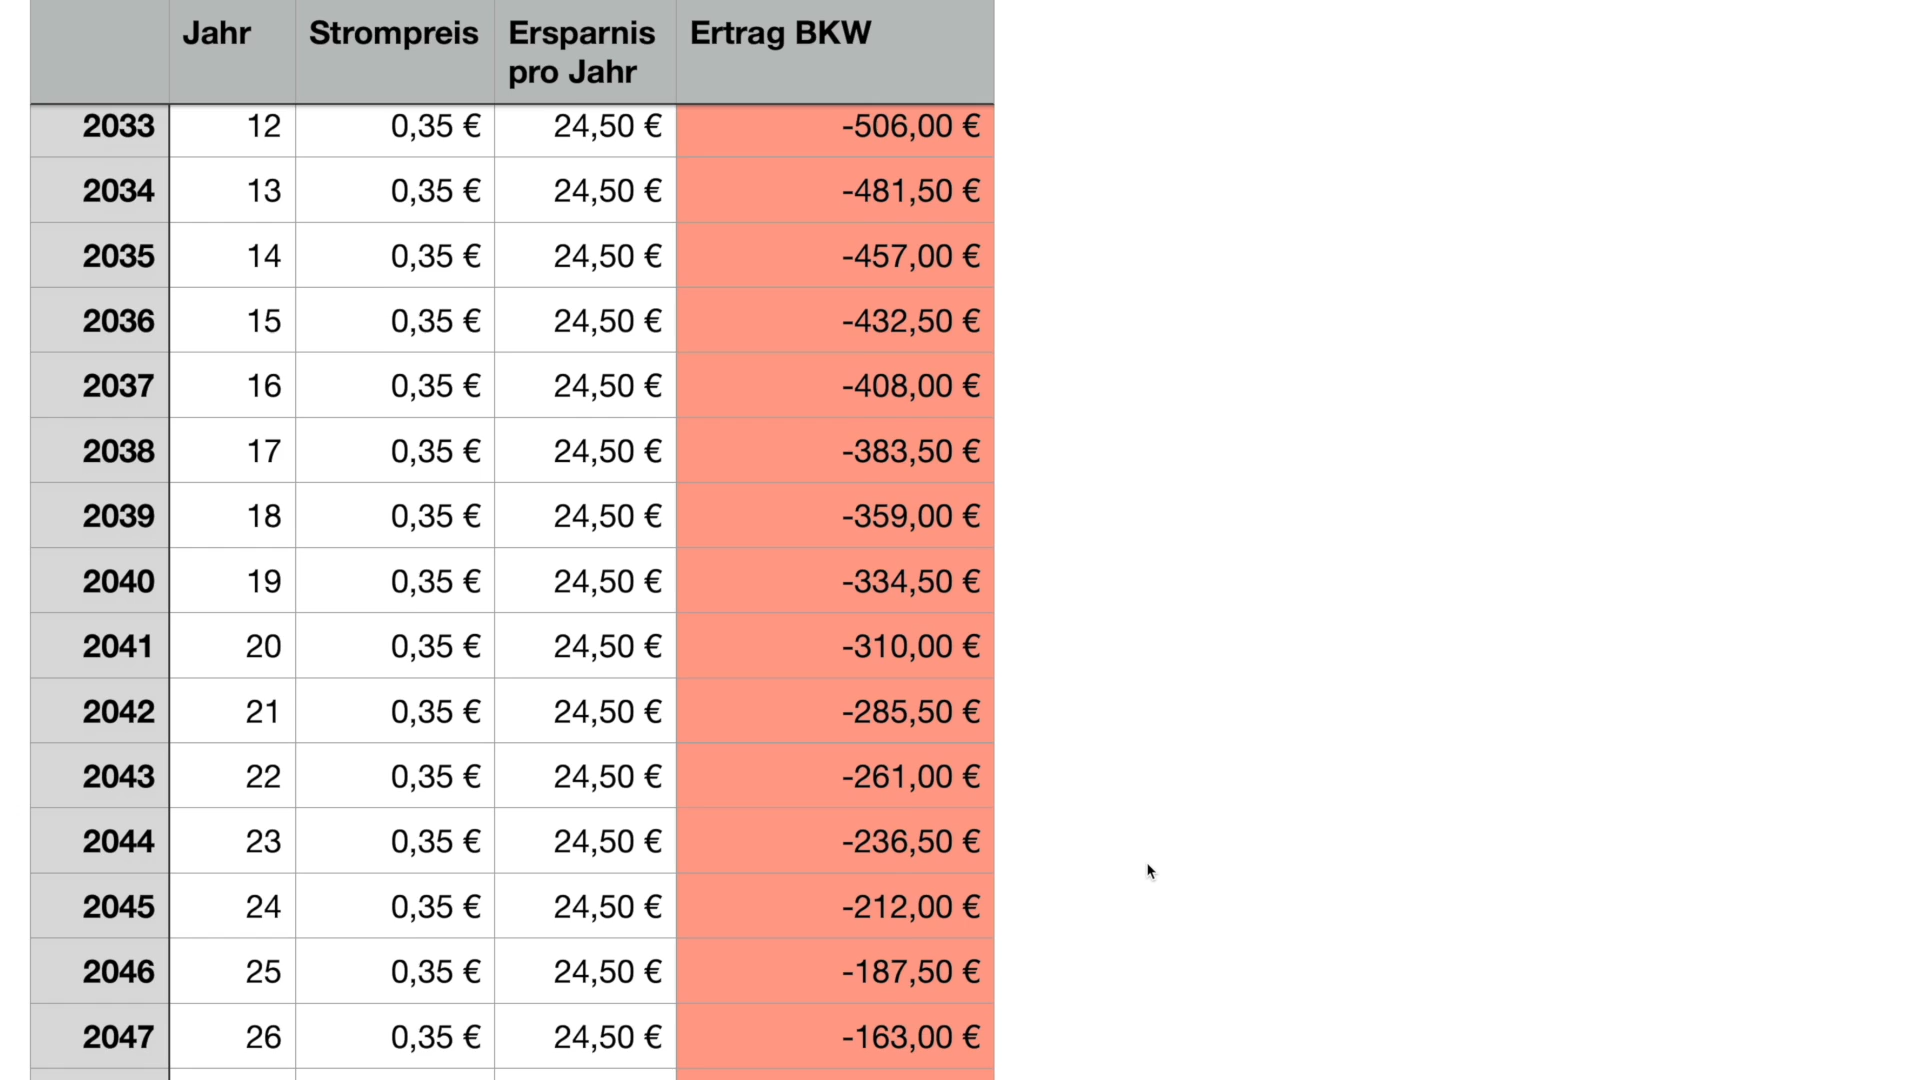 Jahr Strompreis Ersparnis pro Jahr Ertrag BKW
2033 12 0,35 € 24,50 € -506,00 €
2034 13 0,35 € 24,50 € -481,50 €
2035 14 0,35 € 24,50 € -457,00 €
2036 15 0,35 € 24,50 € -432,50 €
2037 16 0,35 € 24,50 € -408,00 €
2038 17 0,35 € 24,50 € -383,50 €
2039 18 0,35 € 24,50 € -359,00 €
2040 19 0,35 € 24,50 € -334,50 €
2041 20 0,35 € 24,50 € -310,00 €
2042 21 0,35 € 24,50 € -285,50 €
2043 22 0,35 € 24,50 € -261,00 €
2044 23 0,35 € 24,50 € -236,50 €
2045 24 0,35 € 24,50 € -212,00 €
2046 25 0,35 € 24,50 € -187,50 €
2047 26 0,35 € 24,50 € -163,00 €